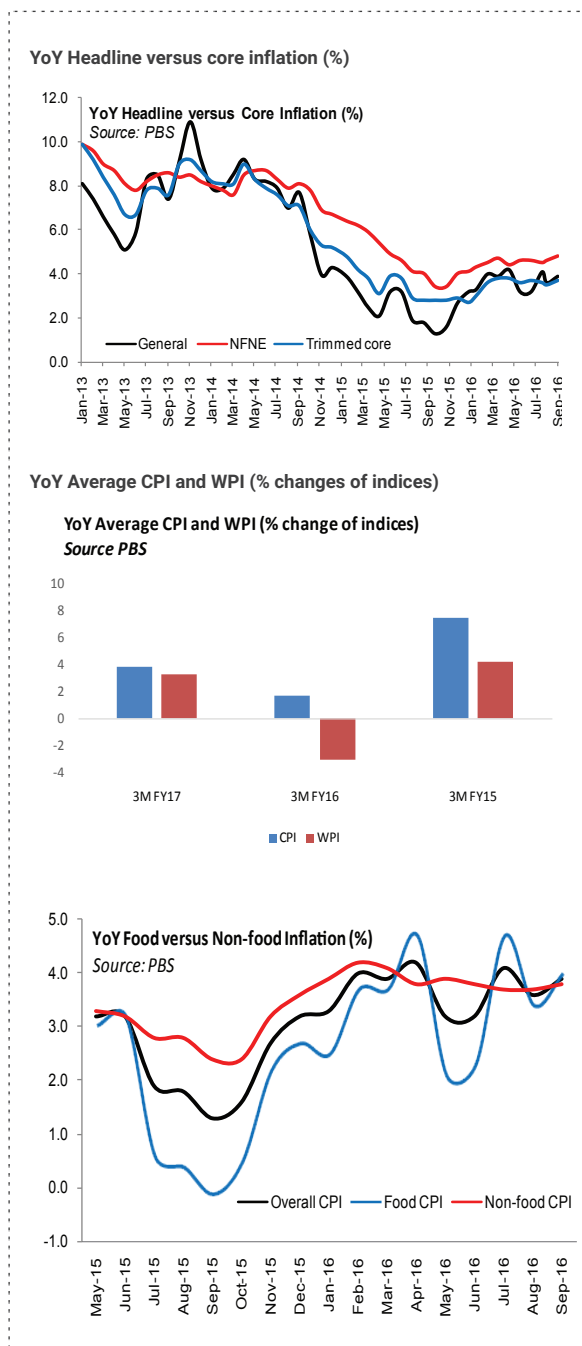 YoY Headline versus core inflation (%)
YoY Headline versus Core Inflation (%)
Source: PBS
12.0
10.0
8.0
6.0
4.0
2.0
0.0
General NFNE Trimmed core
Jan-13 Mar-13 May-13 Jul-13 Sep-13 Nov-13 Jan-14 Mar-14 May-14 Jul-14 Sep-14 Nov-14 Jan-15 Mar-15 May-15 Jul-15 Sep-15 Nov-15 Jan-16 Mar-16 May-16 Jul-16 Sep-16
YoY Average CPI and WPI (% changes of indices)
YoY Average CPI and WPI (% change of indices)
Source PBS
10
8
6
4
2
0
-2
-4
3M FY17 3M FY16 3M FY15
CPI WPI
YoY Food versus Non-food Inflation (%)
Source: PBS
5.0
4.0
3.0
2.0
1.0
0.0
-1.0
Overall CPI Food CPI Non-food CPI
May-15 Jun-15 Jul-15 Aug-15 Sep-15 Oct-15 Nov-15 Dec-15 Jan-16 Feb-16 Mar-16 Apr-16 May-16 Jun-16 Jul-16 Aug-16 Sep-16